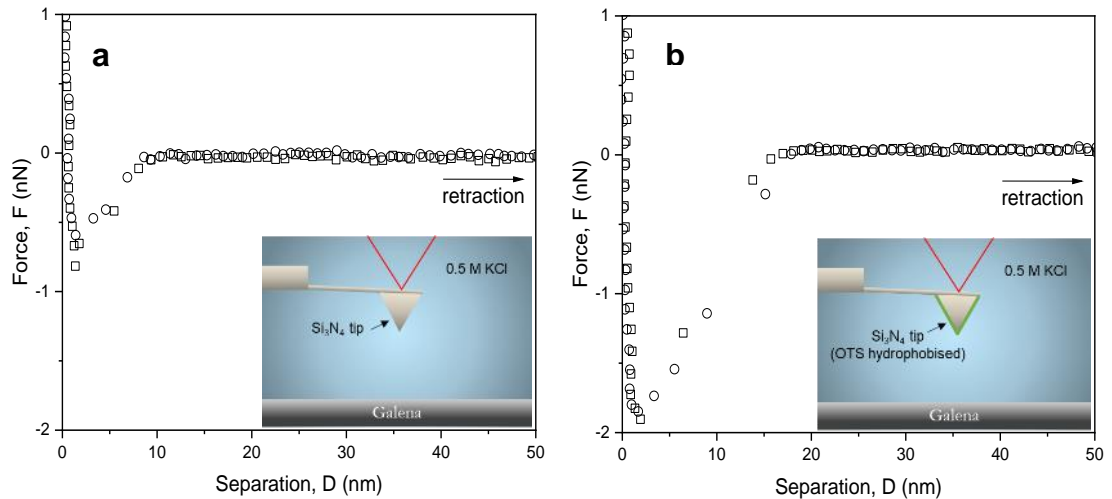 a
1
0
-1
-2
Force, F (nN)
0 10 20 30 40 50
Separation, D (nm)
retraction
0.5 M KCl
Si₃N₄ tip
Galena
b
1
0
-1
-2
Force, F (nN)
0 10 20 30 40 50
Separation, D (nm)
retraction
0.5 M KCl
Si₃N₄ tip
(OTS hydrophobised)
Galena